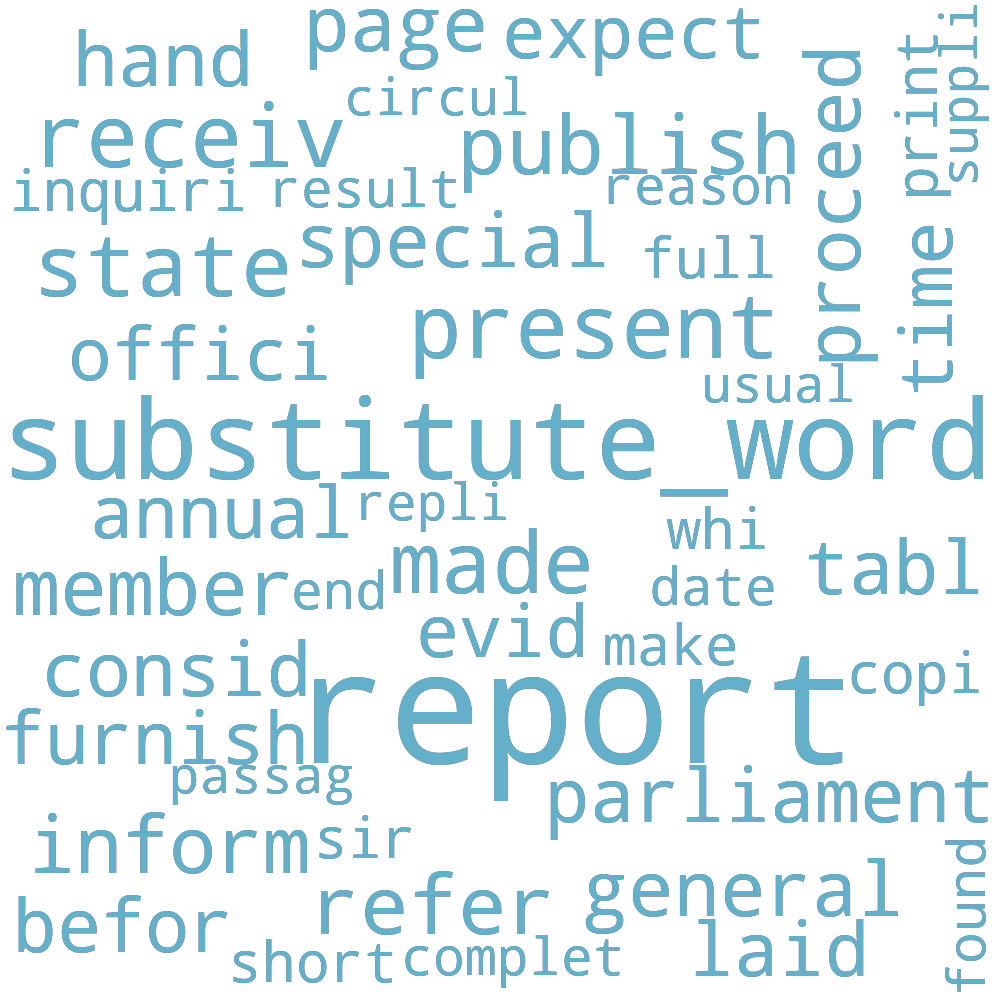 page
expect
hand
suppli
print
proceed
circul
receiv
publish
inquiri
result
reason
state
special
full
time
offici
present
usual
substitute_word
annual
repli
whi
member
end
made
date
tabl
evid
make
consid
report
copi
furnish
passag
parliament
inform
sir
found
befor
refer
general
short
complet
laid